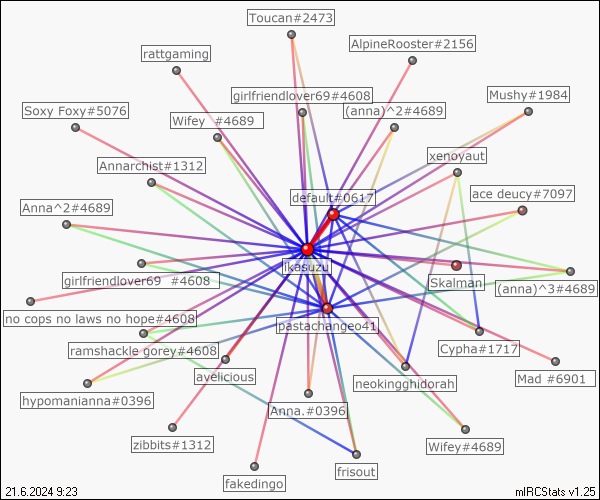 Toucan#2473
AlpineRooster#2156
rattgaming
girlfriendlover69#4608
Mushy#1984
Soxy Foxy#5076
Wifey  #4689
(anna)^2#4689
xenoyaut
Annarchist#1312
default#0617
ace deucy#7097
Anna^2#4689
ikasuzu
girlfriendlover69  #4608
Skalman
(anna)^3#4689
no cops no laws no hope#4608
pastachangeo41
ramshackle gorey#4608
Cypha#1717
avelicious
neokingghidorah
Mad  #6901
hypomanianna#0396
Anna.#0396
zibbits#1312
Wifey#4689
frisout
fakedingo
21.6.2024 9:23
mIRCStats v1.25